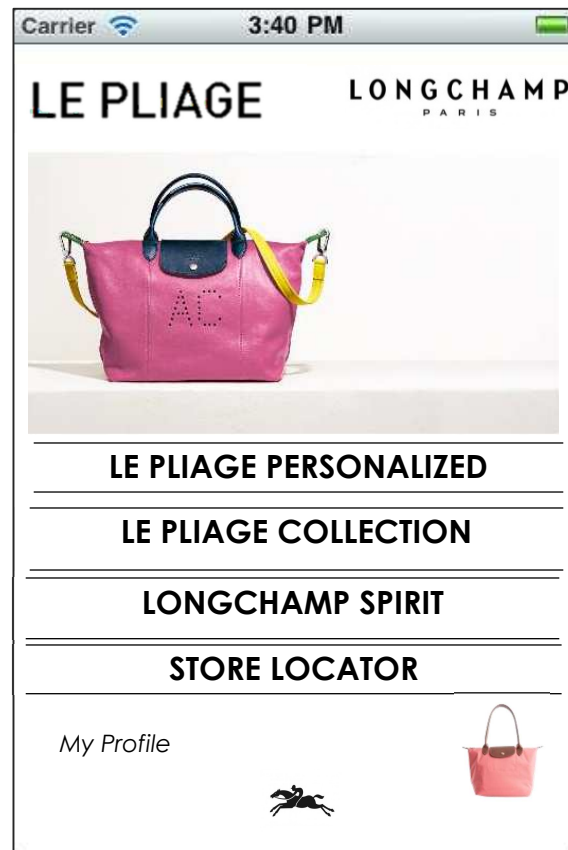 Carrier 3:40 PM
LE PLIAGE
LONGCHAMP
PARIS
AC
LE PLIAGE PERSONALIZED
LE PLIAGE COLLECTION
LONGCHAMP SPIRIT
STORE LOCATOR
My Profile